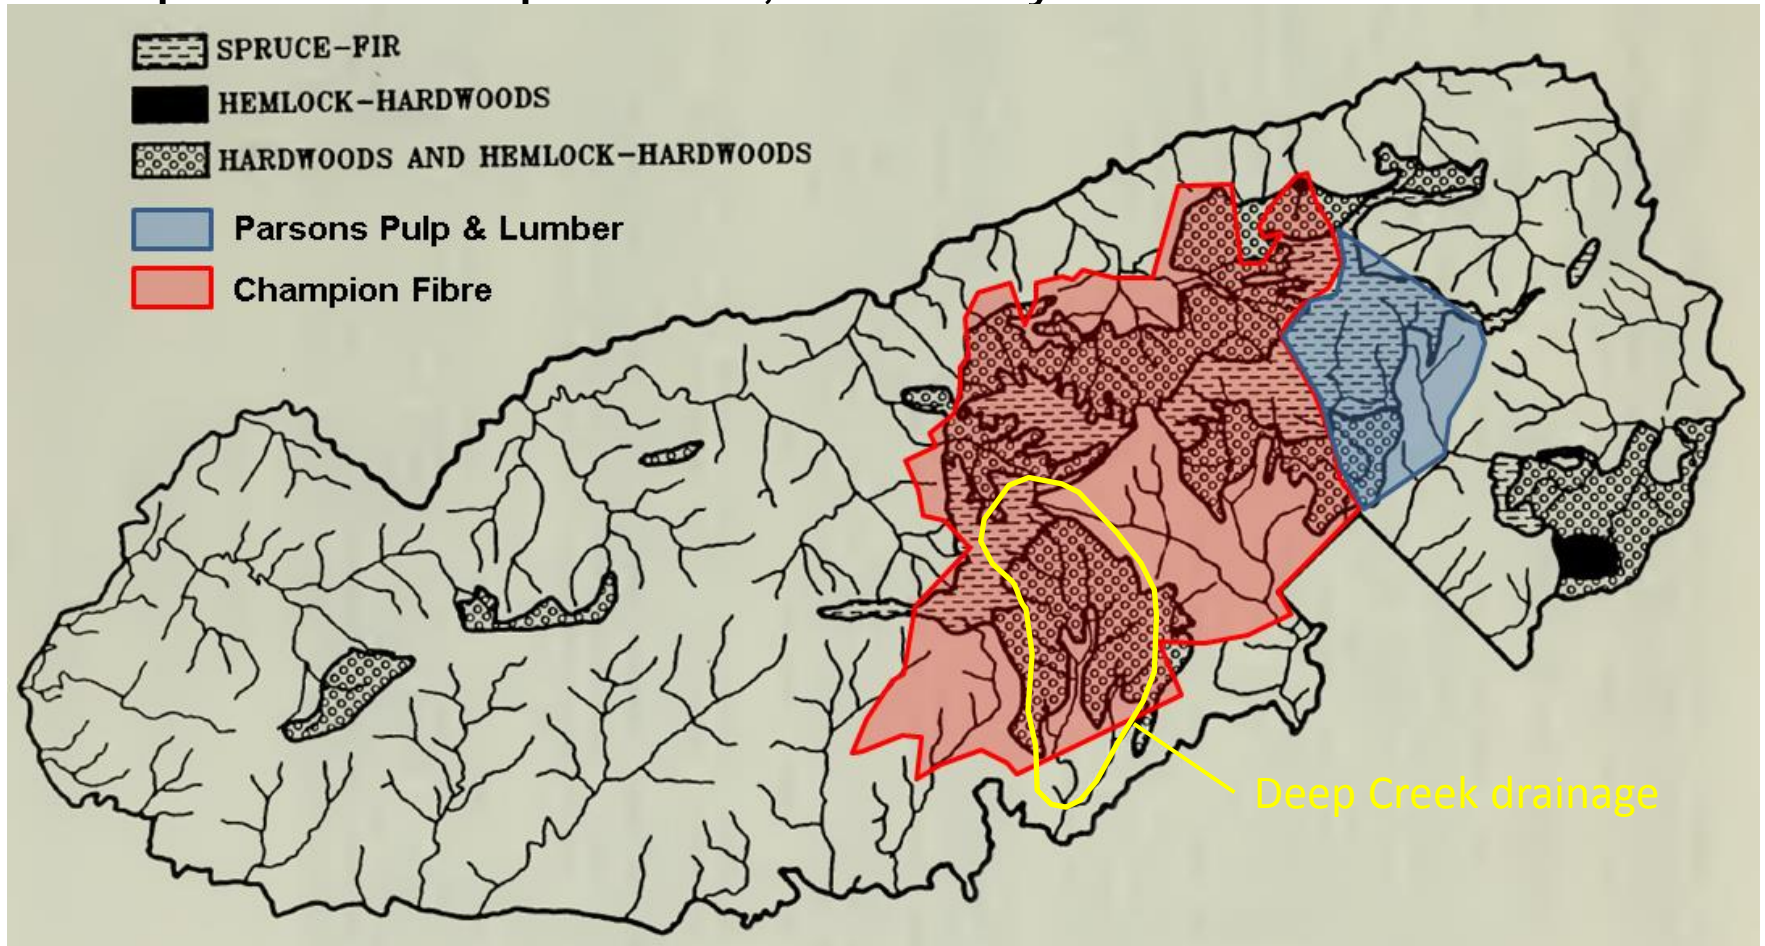 SPRUCE-FIR
HEMLOCK-HARDWOODS
HARDWOODS AND HEMLOCK-HARDWOODS
Parsons Pulp & Lumber
Champion Fibre
Deep Creek drainage